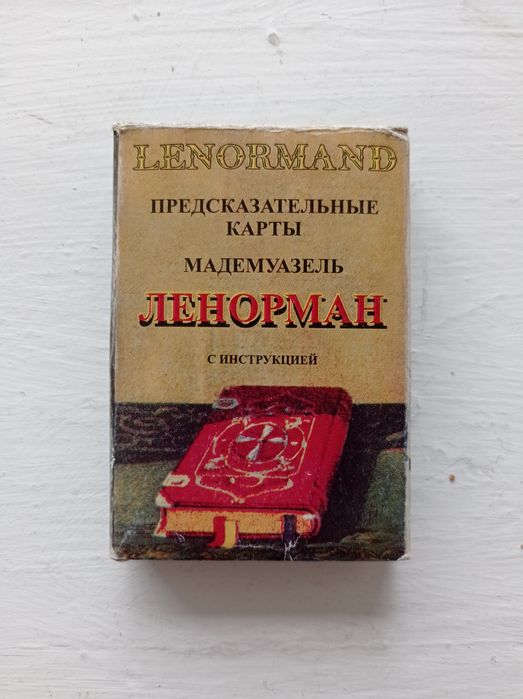 LENORMAND
ПРЕДСКАЗАТЕЛЬНЫЕ
КАРТЫ
МАДЕМУАЗЕЛЬ
ЛЕНОРМАН
С ИНСТРУКЦИЕЙ